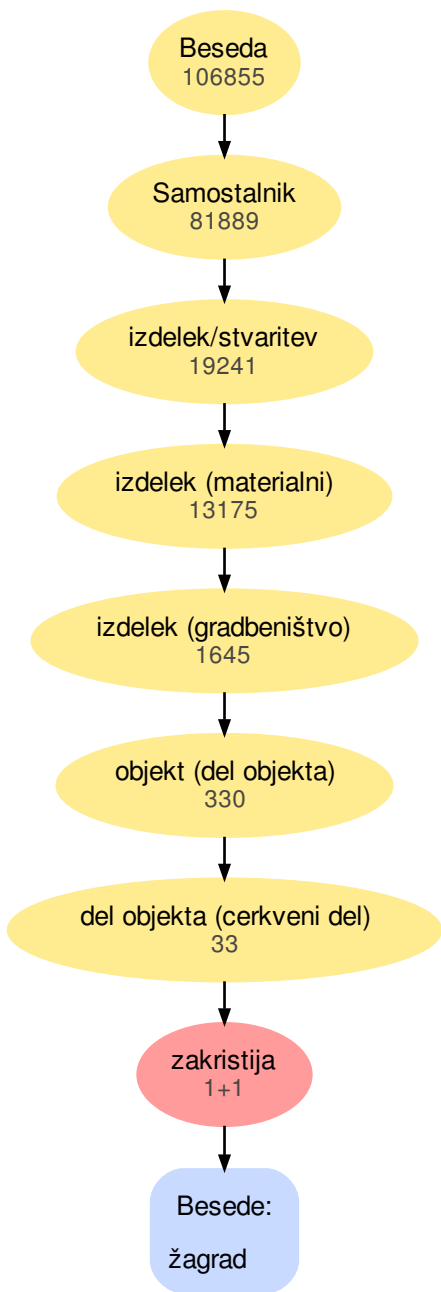 Beseda
106855
Samostalnik
81889
izdelek/stvaritev
19241
izdelek (materialni)
13175
izdelek (gradbeništvo)
1645
objekt (del objekta)
330
del objekta (cerkveni del)
33
zakristija
1+1
Besede:
žagrad